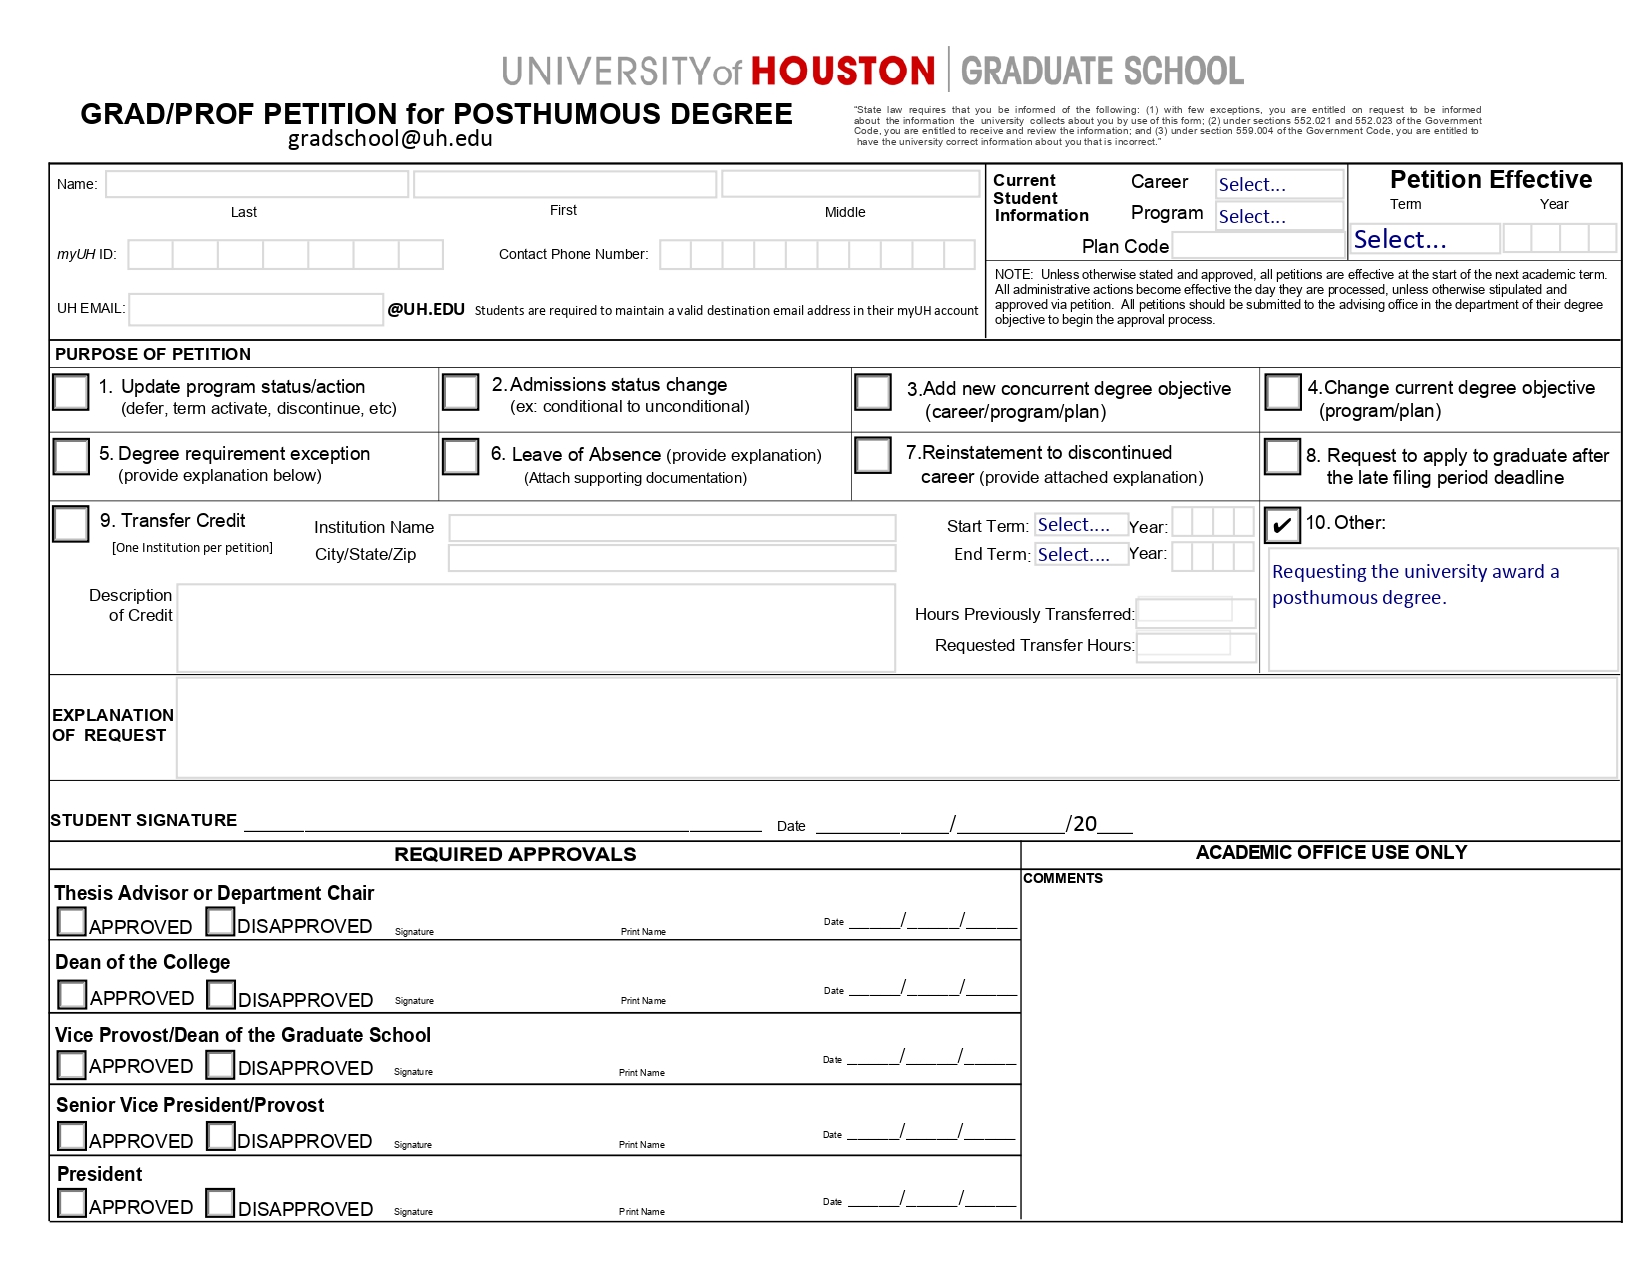 UNIVERSITY of HOUSTON | GRADUATE SCHOOL
GRAD/PROF PETITION for POSTHUMOUS DEGREE
gradschool@uh.edu
"State law requires that you be informed of the following: (1) with few exceptions, you are entitled on request to be informed
about the information the university collects about you by use of this form; (2) under sections 552.021 and 552.023 of the Government
Code, you are entitled to receive and review the information; and (3) under section 559.004 of the Government Code, you are entitled to
have the university correct information about you that is incorrect."
Name:
Last First Middle
myUH ID: Contact Phone Number:
UH EMAIL: @UH.EDU Students are required to maintain a valid destination email address in their myUH account
Current
Student
Information
Career Select...
Program Select...
Plan Code
Petition Effective
Term Year
Select...
NOTE: Unless otherwise stated and approved, all petitions are effective at the start of the next academic term.
All administrative actions become effective the day they are processed, unless otherwise stipulated and
approved via petition. All petitions should be submitted to the advising office in the department of their degree
objective to begin the approval process.
PURPOSE OF PETITION
1. Update program status/action
(defer, term activate, discontinue, etc)
2. Admissions status change
(ex: conditional to unconditional)
3. Add new concurrent degree objective
(career/program/plan)
4. Change current degree objective
(program/plan)
5. Degree requirement exception
(provide explanation below)
6. Leave of Absence (provide explanation)
(Attach supporting documentation)
7. Reinstatement to discontinued
career (provide attached explanation)
8. Request to apply to graduate after
the late filing period deadline
9. Transfer Credit
[One Institution per petition]
Institution Name
City/State/Zip
Start Term: Select.... Year:
End Term: Select.... Year:
Description
of Credit
Hours Previously Transferred:
Requested Transfer Hours:
✔ 10. Other:
Requesting the university award a
posthumous degree.
EXPLANATION
OF REQUEST
STUDENT SIGNATURE ____ Date ____/____/20___
REQUIRED APPROVALS
ACADEMIC OFFICE USE ONLY
COMMENTS
Thesis Advisor or Department Chair
APPROVED DISAPPROVED Signature Print Name Date _____/_____/_____
Dean of the College
APPROVED DISAPPROVED Signature Print Name Date _____/_____/_____
Vice Provost/Dean of the Graduate School
APPROVED DISAPPROVED Signature Print Name Date _____/_____/_____
Senior Vice President/Provost
APPROVED DISAPPROVED Signature Print Name Date _____/_____/_____
President
APPROVED DISAPPROVED Signature Print Name Date _____/_____/_____